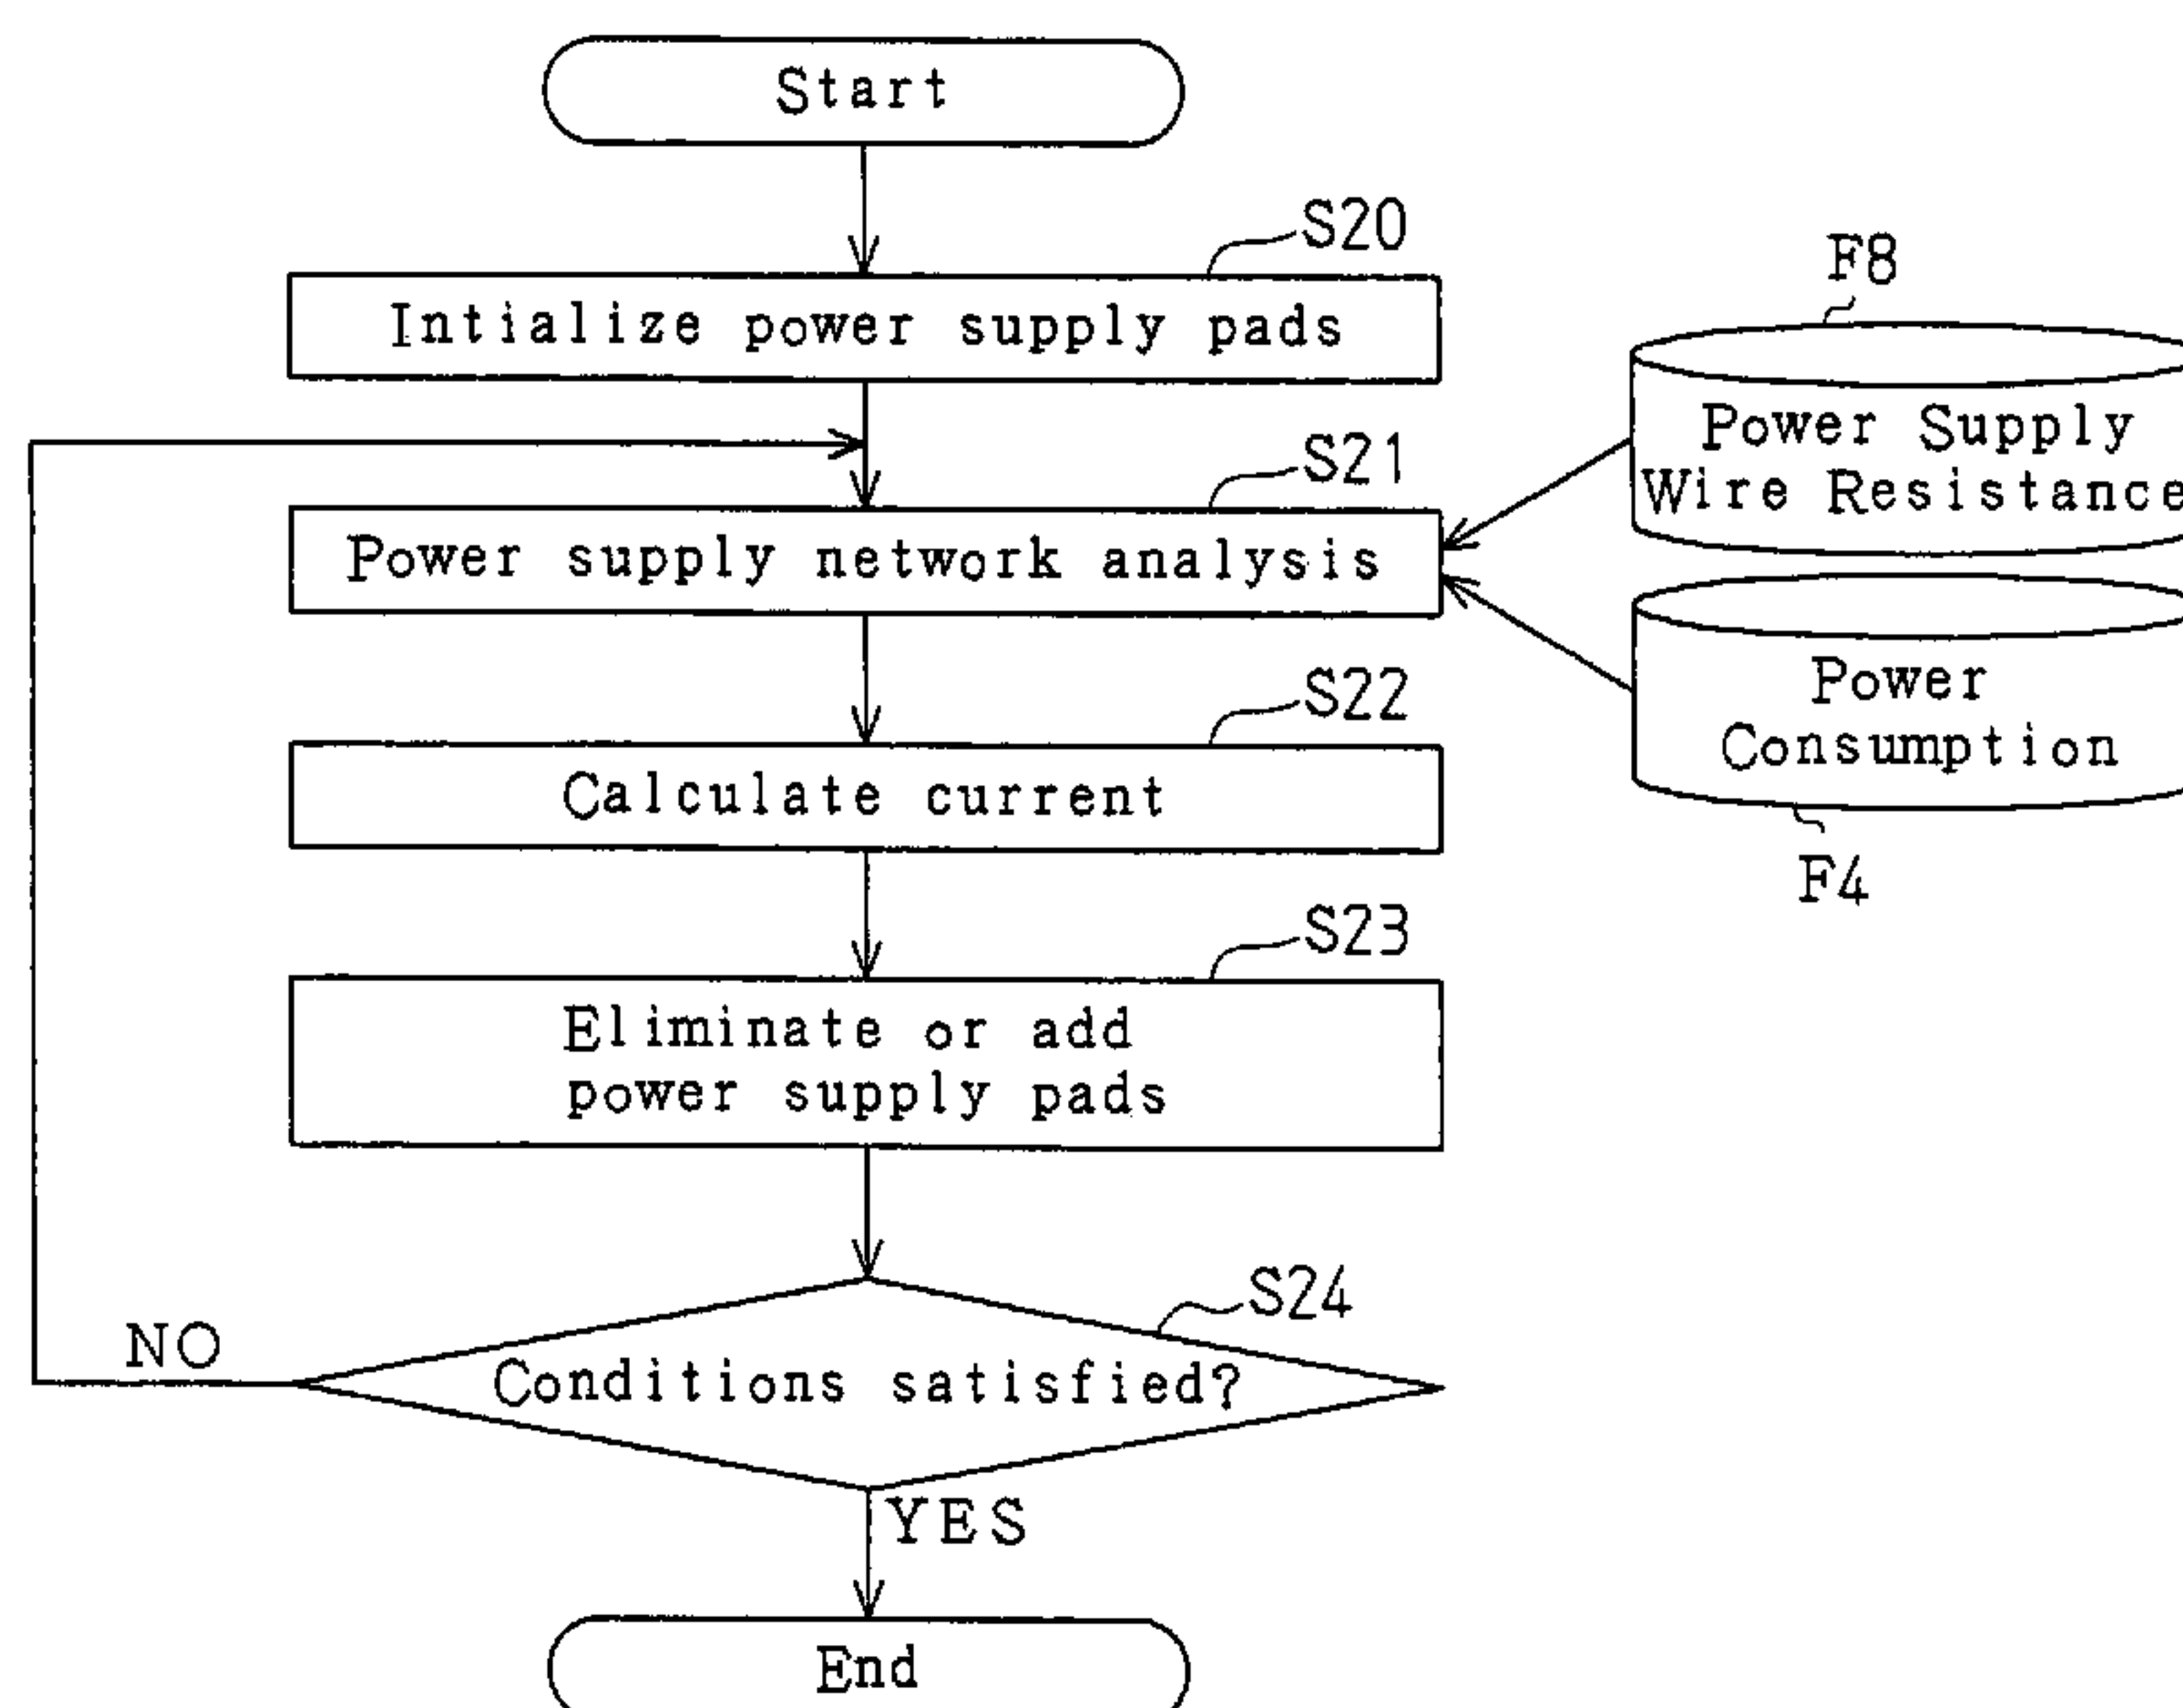 Start
S20
Intialize power supply pads
F8
Power Supply
Wire Resistance
S21
Power supply network analysis
Power
Consumption
F4
S22
Calculate current
S23
Eliminate or add
power supply pads
S24
Conditions satisfied?
NO
YES
End